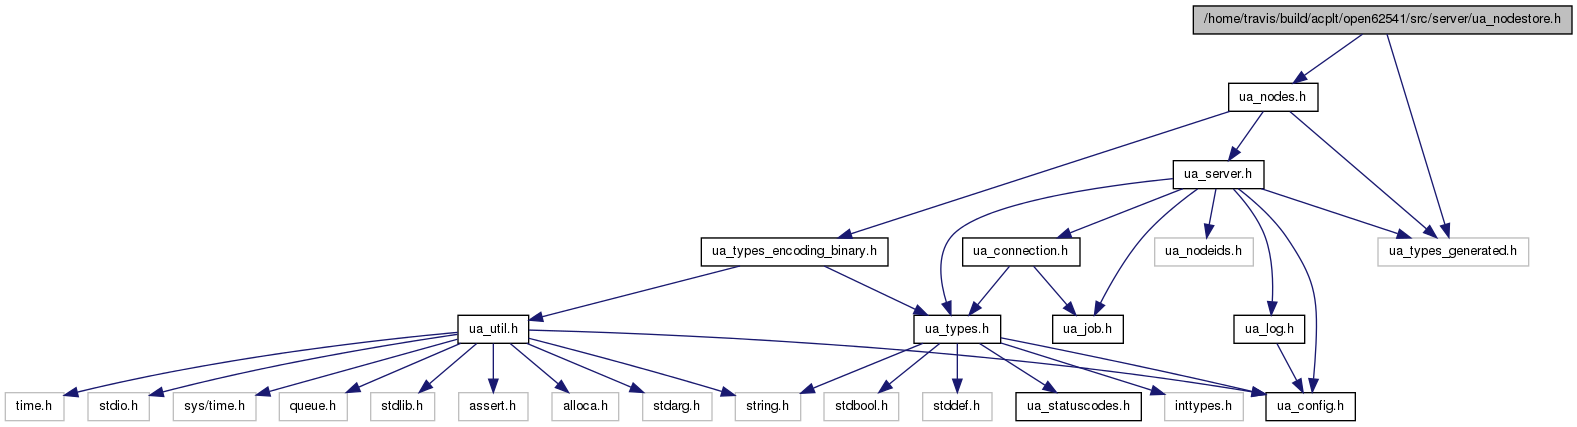 /home/travis/build/acplt/open62541/src/server/ua_nodestore.h
ua_nodes.h
ua_server.h
ua_types_encoding_binary.h
ua_connection.h
ua_nodeids.h
ua_types_generated.h
ua_util.h
ua_types.h
ua_job.h
ua_log.h
time.h
stdio.h
sys/time.h
queue.h
stdlib.h
assert.h
alloca.h
stdarg.h
string.h
stdbool.h
stddef.h
ua_statuscodes.h
inttypes.h
ua_config.h